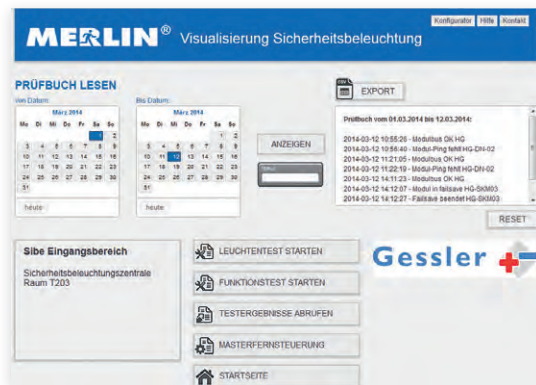 Konfigurator Hilfe Kontakt
MERLIN® Visualisierung Sicherheitsbeleuchtung
PRÜFBUCH LESEN
von Datum:
März 2014
Mo Di Mi Do Fr Sa So
1 2
3 4 5 6 7 8 9
10 11 12 13 14 15 16
17 18 19 20 21 22 23
24 25 26 27 28 29 30
31
heute
Bis Datum:
März 2014
Mo Di Mi Do Fr Sa So
1 2
3 4 5 6 7 8 9
10 11 12 13 14 15 16
17 18 19 20 21 22 23
24 25 26 27 28 29 30
31
heute
ANZEIGEN
EXPORT
Prüfbuch vom 01.03.2014 bis 12.03.2014:
2014-03-12 10:55:26 - Modulbus OK HG
2014-03-12 10:56:40 - Modul-Ping fehlt HG-DN-02
2014-03-12 11:21:05 - Modulbus OK HG
2014-03-12 11:22:19 - Modul-Ping fehlt HG-DN-02
2014-03-12 14:11:23 - Modulbus OK HG
2014-03-12 14:12:07 - Modul in failsave HG-SKM03
2014-03-12 14:12:27 - Failsave beendet HG-SKM03
RESET
Sibe Eingangsbereich
Sicherheitsbeleuchtungszentrale
Raum T203
LEUCHTENTEST STARTEN
FUNKTIONSTEST STARTEN
TESTERGEBNISSE ABRUFEN
MASTERFERNSTEUERUNG
STARTSEITE
Gessler